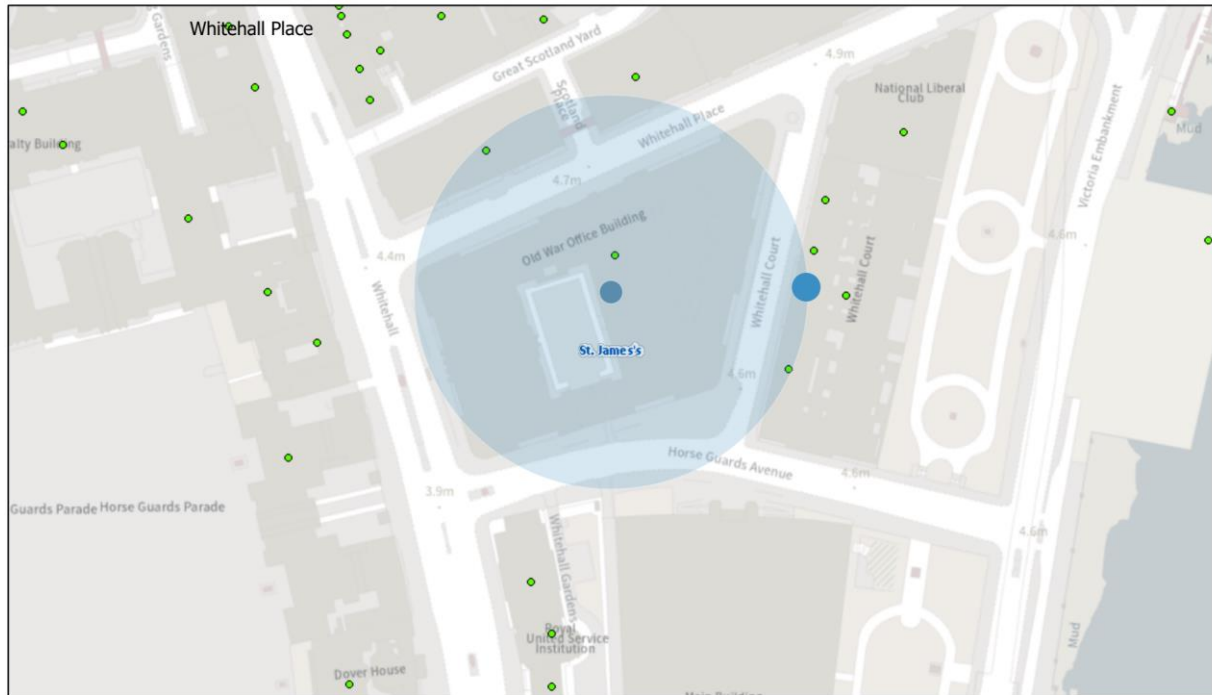 Whitehall Place
Gardens
Great Scotland Yard
Scotland
Place
4.9m
National Liberal
Club
Mud
Victoria Embankment
alty Building
Whitehall Place
4.7m
Old War Office Building
4.4m
4.6m
Whitehall
Whitehall Court
Whitehall Court
St. James's
4.6m
Horse Guards Avenue
4.6m
3.9m
Guards Parade
Horse Guards Parade
4.6m
Whitehall Gardens
Royal
United Service
Institution
Mud
Dover House
Main Building